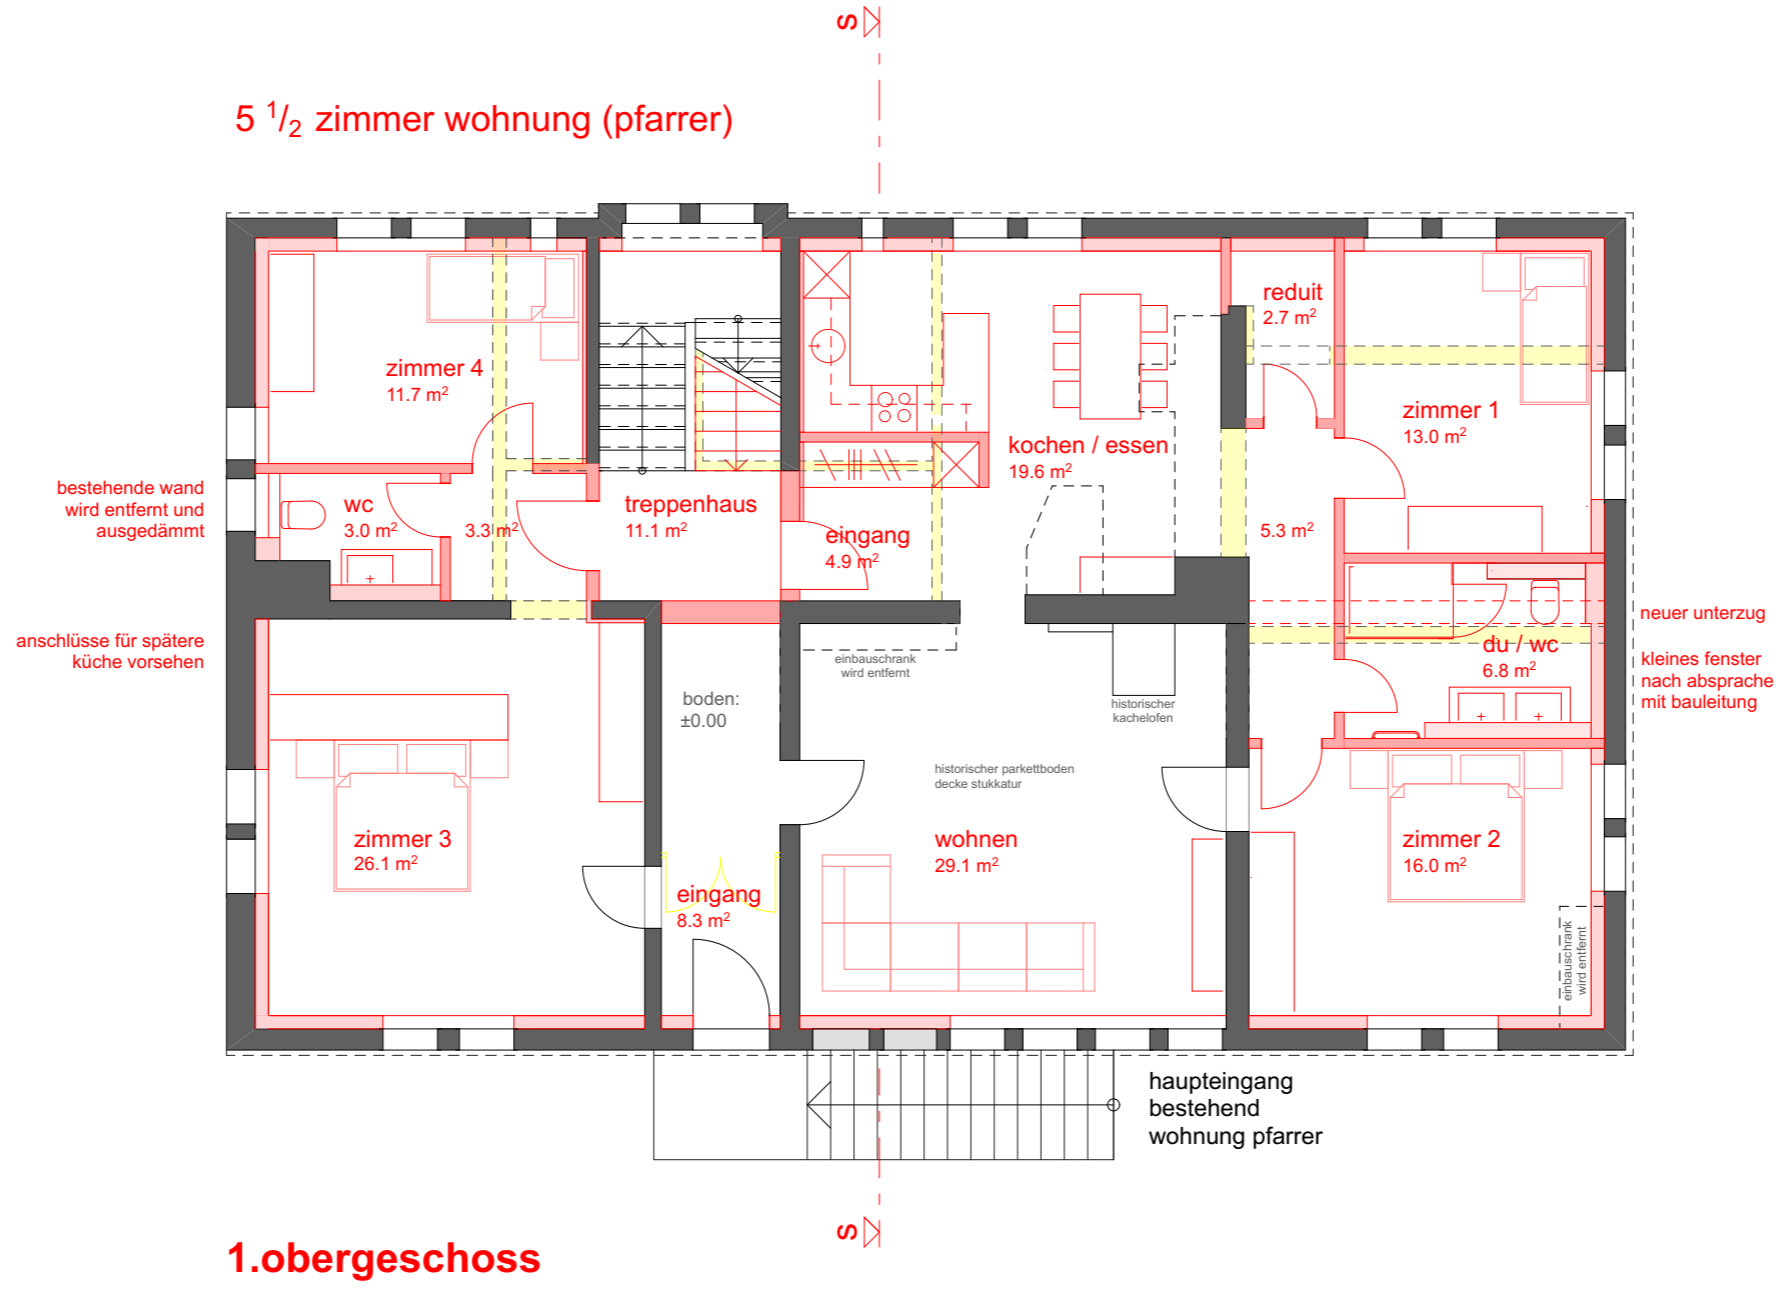 S
5 1/2 zimmer wohnung (pfarrer)
reduit
2.7 m²
zimmer 4
11.7 m²
zimmer 1
13.0 m²
kochen / essen
19.6 m²
bestehende wand
wird entfernt und
ausgedämmt
wc
3.0 m²
3.3 m²
treppenhaus
11.1 m²
eingang
4.9 m²
5.3 m²
anschlüsse für spätere
küche vorsehen
neuer unterzug
du / wc
6.8 m²
kleines fenster
nach absprache
mit bauleitung
einbauschrank
wird entfernt
boden:
±0.00
historischer
kachelofen
historischer parkettboden
decke stukkatur
zimmer 3
26.1 m²
wohnen
29.1 m²
zimmer 2
16.0 m²
eingang
8.3 m²
einbauschrank
wird entfernt
haupteingang
bestehend
wohnung pfarrer
S
1.obergeschoss